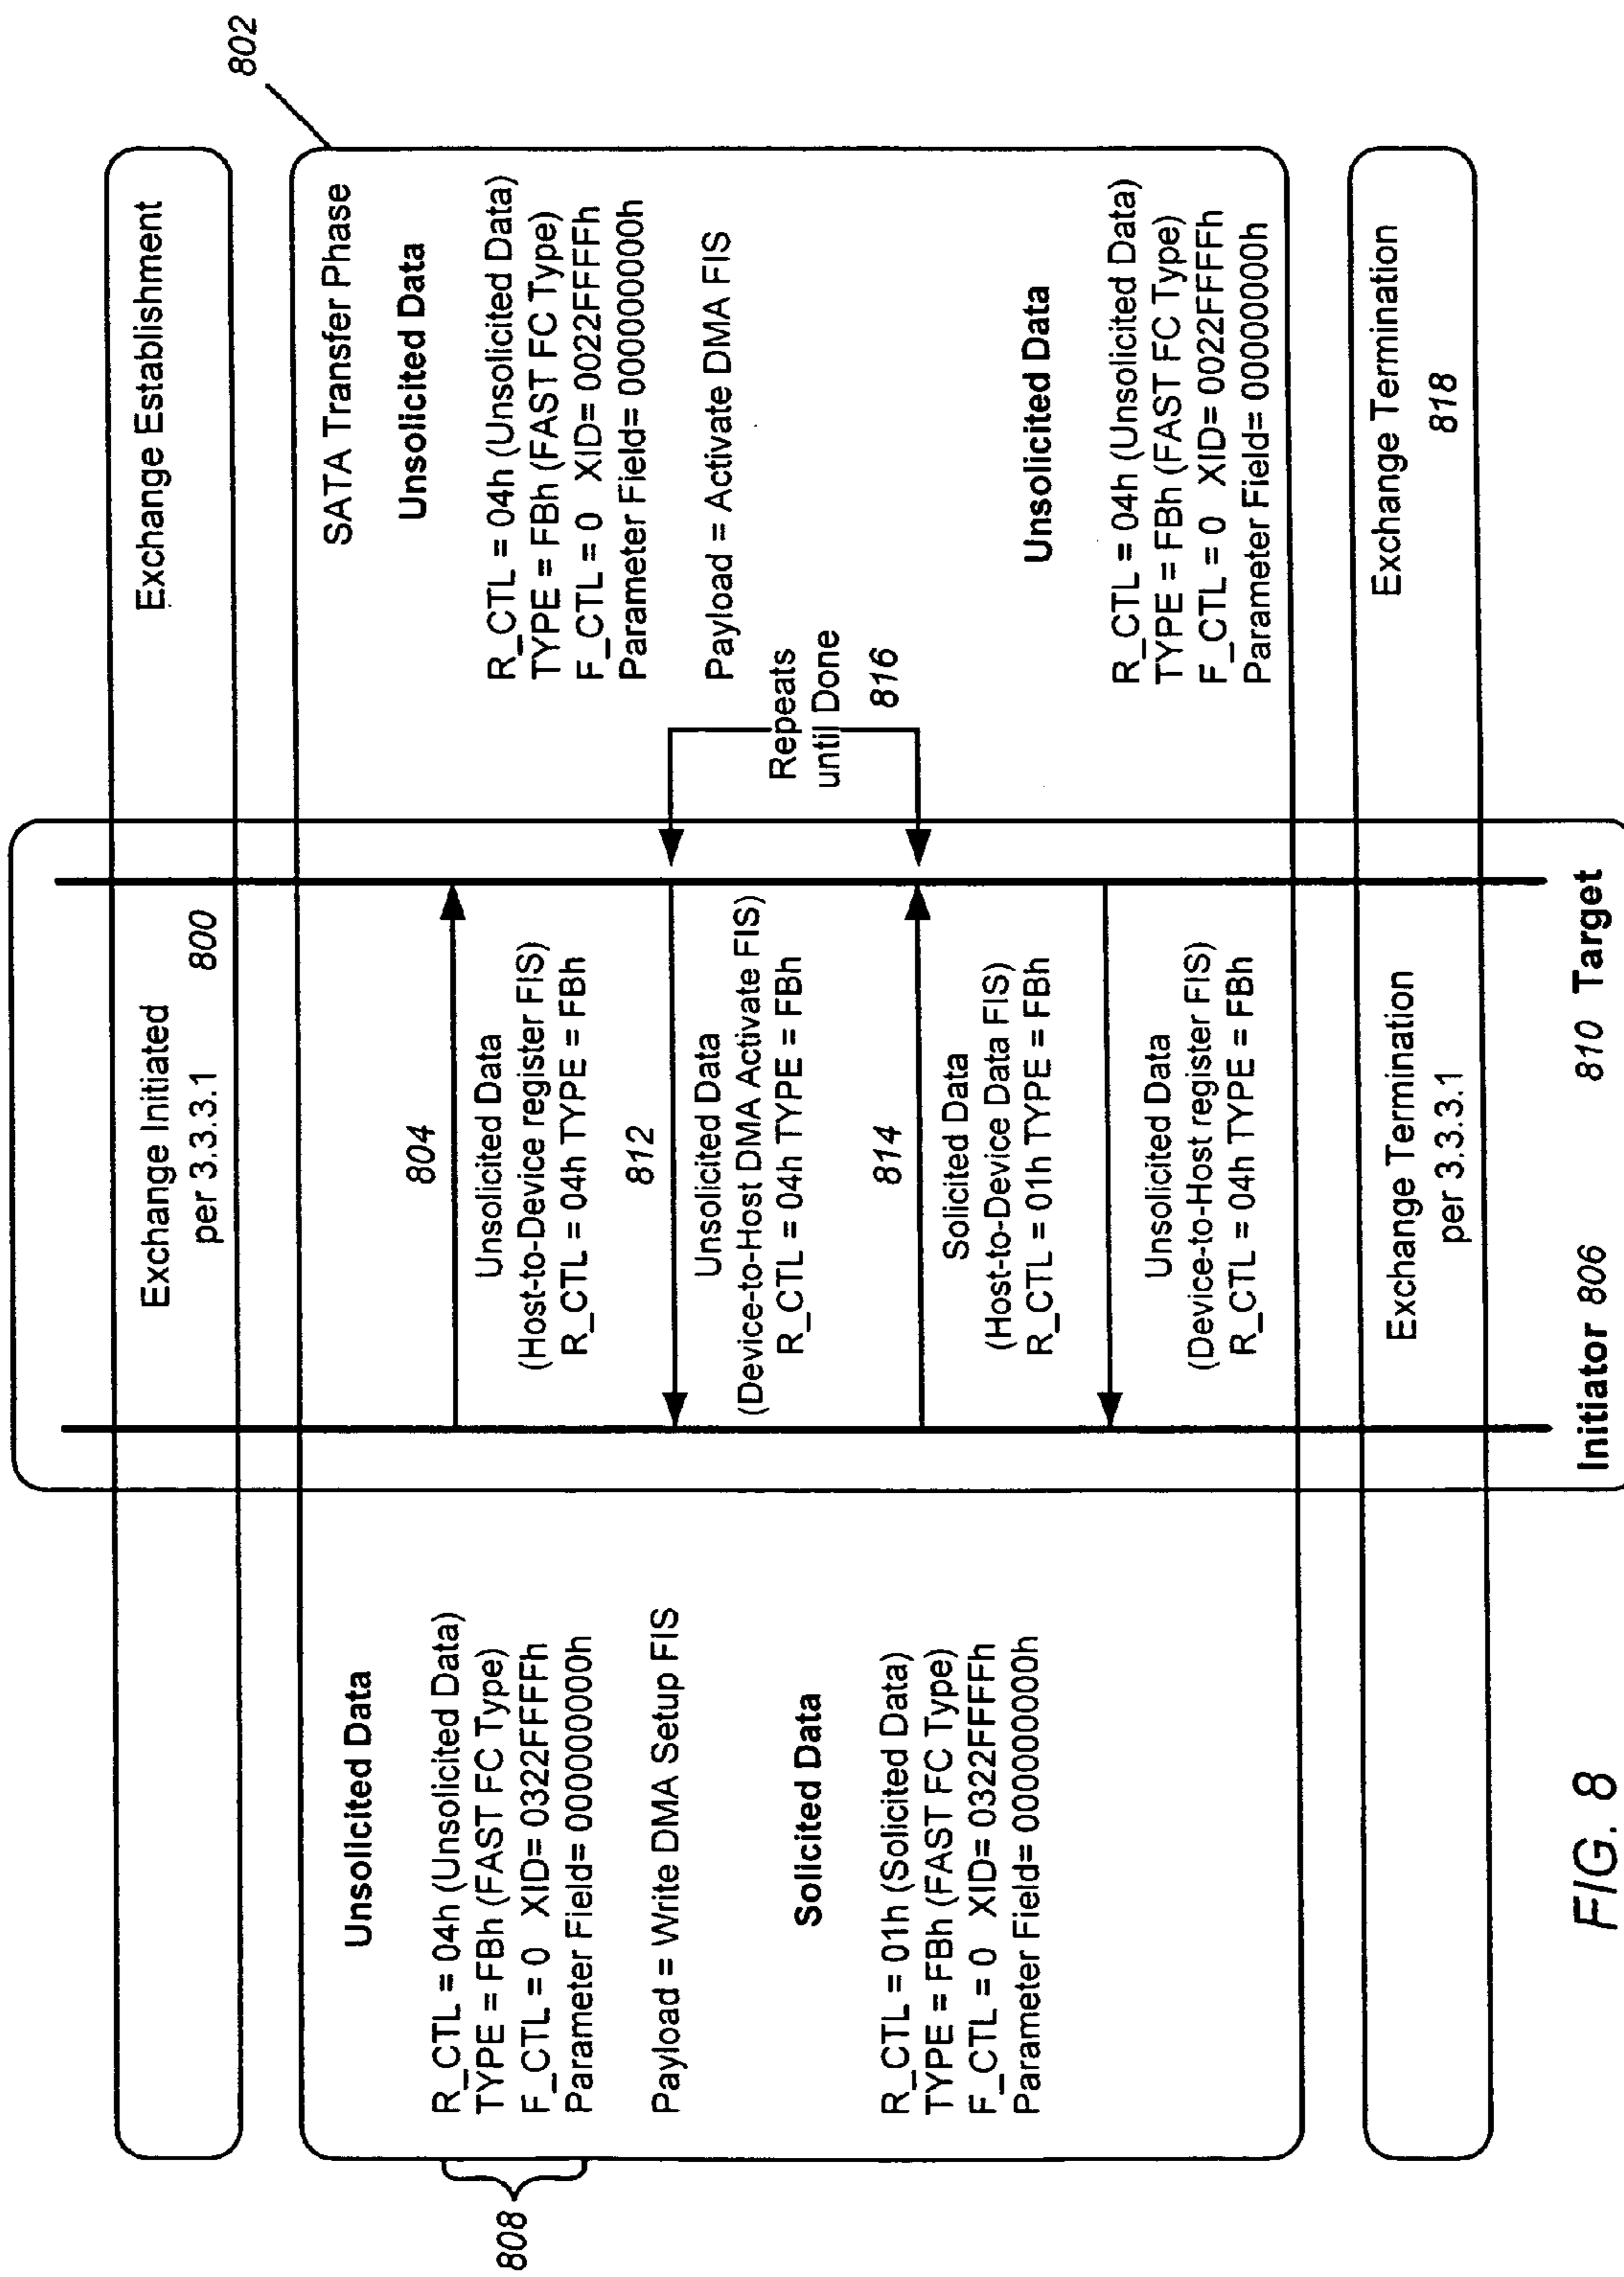 Exchange Establishment
Exchange Initiated
per 3.3.3.1
800
802
SATA Transfer Phase
Unsolicited Data
R_CTL = 04h (Unsolicited Data)
TYPE = FBh (FAST FC Type)
F_CTL = 0 XID= 0322FFFFh
Parameter Field= 00000000h
808
Payload = Write DMA Setup FIS
Solicited Data
R_CTL = 01h (Solicited Data)
TYPE = FBh (FAST FC Type)
F_CTL = 0 XID= 0322FFFFh
Parameter Field= 00000000h
804
Unsolicited Data
(Host-to-Device register FIS)
R_CTL = 04h TYPE = FBh
812
Unsolicited Data
(Device-to-Host DMA Activate FIS)
R_CTL = 04h TYPE = FBh
814
Solicited Data
(Host-to-Device Data FIS)
R_CTL = 01h TYPE = FBh
Unsolicited Data
(Device-to-Host register FIS)
R_CTL = 04h TYPE = FBh
Unsolicited Data
R_CTL = 04h (Unsolicited Data)
TYPE = FBh (FAST FC Type)
F_CTL = 0 XID= 0022FFFFh
Parameter Field= 00000000h
Payload = Activate DMA FIS
Repeats
until Done
816
Unsolicited Data
R_CTL = 04h (Unsolicited Data)
TYPE = FBh (FAST FC Type)
F_CTL = 0 XID= 0022FFFFh
Parameter Field= 00000000h
Exchange Termination
per 3.3.3.1
Exchange Termination
818
Initiator 806
810 Target
FIG. 8